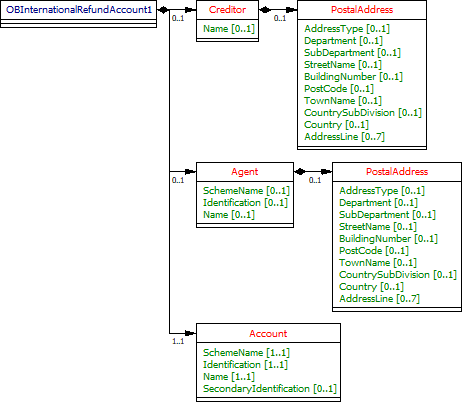 OBInternationalRefundAccount1
0..1
Creditor
Name [0..1]
0..1
PostalAddress
AddressType [0..1]
Department [0..1]
SubDepartment [0..1]
StreetName [0..1]
BuildingNumber [0..1]
PostCode [0..1]
TownName [0..1]
CountrySubDivision [0..1]
Country [0..1]
AddressLine [0..7]
0..1
Agent
SchemeName [0..1]
Identification [0..1]
Name [0..1]
0..1
PostalAddress
AddressType [0..1]
Department [0..1]
SubDepartment [0..1]
StreetName [0..1]
BuildingNumber [0..1]
PostCode [0..1]
TownName [0..1]
CountrySubDivision [0..1]
Country [0..1]
AddressLine [0..7]
1..1
Account
SchemeName [1..1]
Identification [1..1]
Name [1..1]
SecondaryIdentification [0..1]